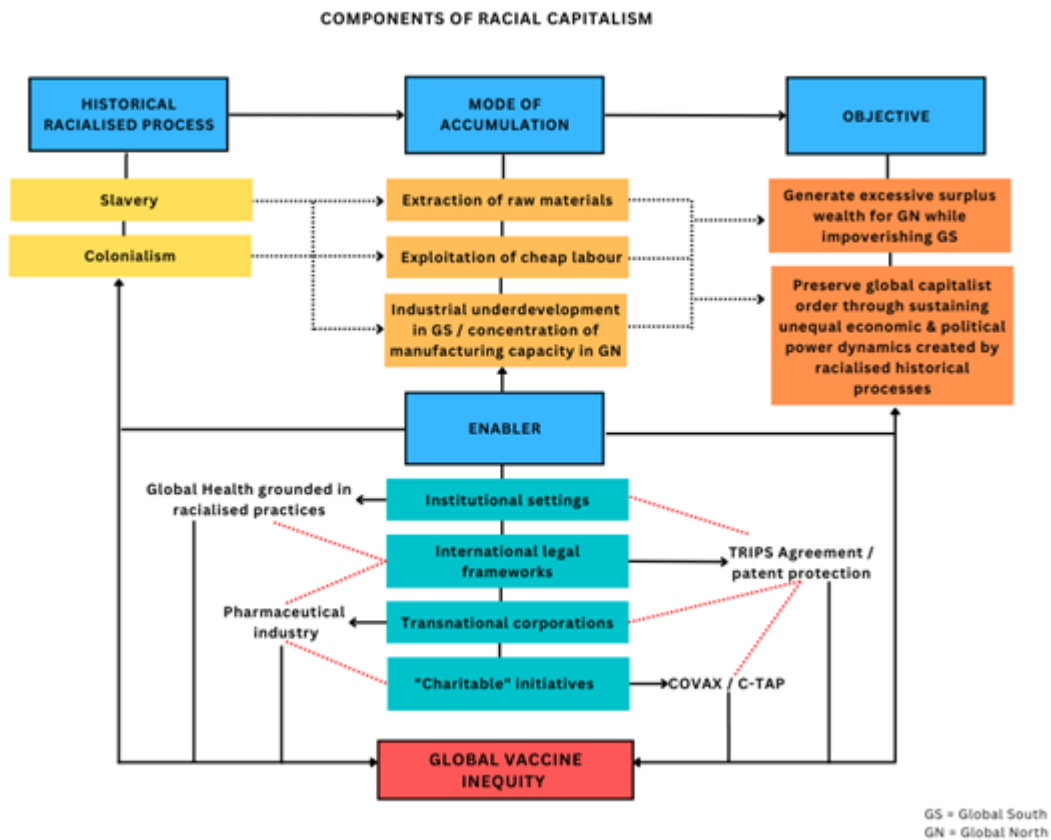 COMPONENTS OF RACIAL CAPITALISM
HISTORICAL
RACIALISED PROCESS
MODE OF
ACCUMULATION
OBJECTIVE
Slavery
Colonialism
Extraction of raw materials
Exploitation of cheap labour
Industrial underdevelopment
in GS / concentration of
manufacturing capacity in GN
Generate excessive surplus
wealth for GN while
impoverishing GS
Preserve global capitalist
order through sustaining
unequal economic & political
power dynamics created by
racialised historical
processes
ENABLER
Global Health grounded in
racialised practices
Institutional settings
International legal
frameworks
TRIPS Agreement /
patent protection
Pharmaceutical
industry
Transnational corporations
"Charitable" initiatives
COVAX / C-TAP
GLOBAL VACCINE
INEQUITY
GS = Global South
GN = Global North